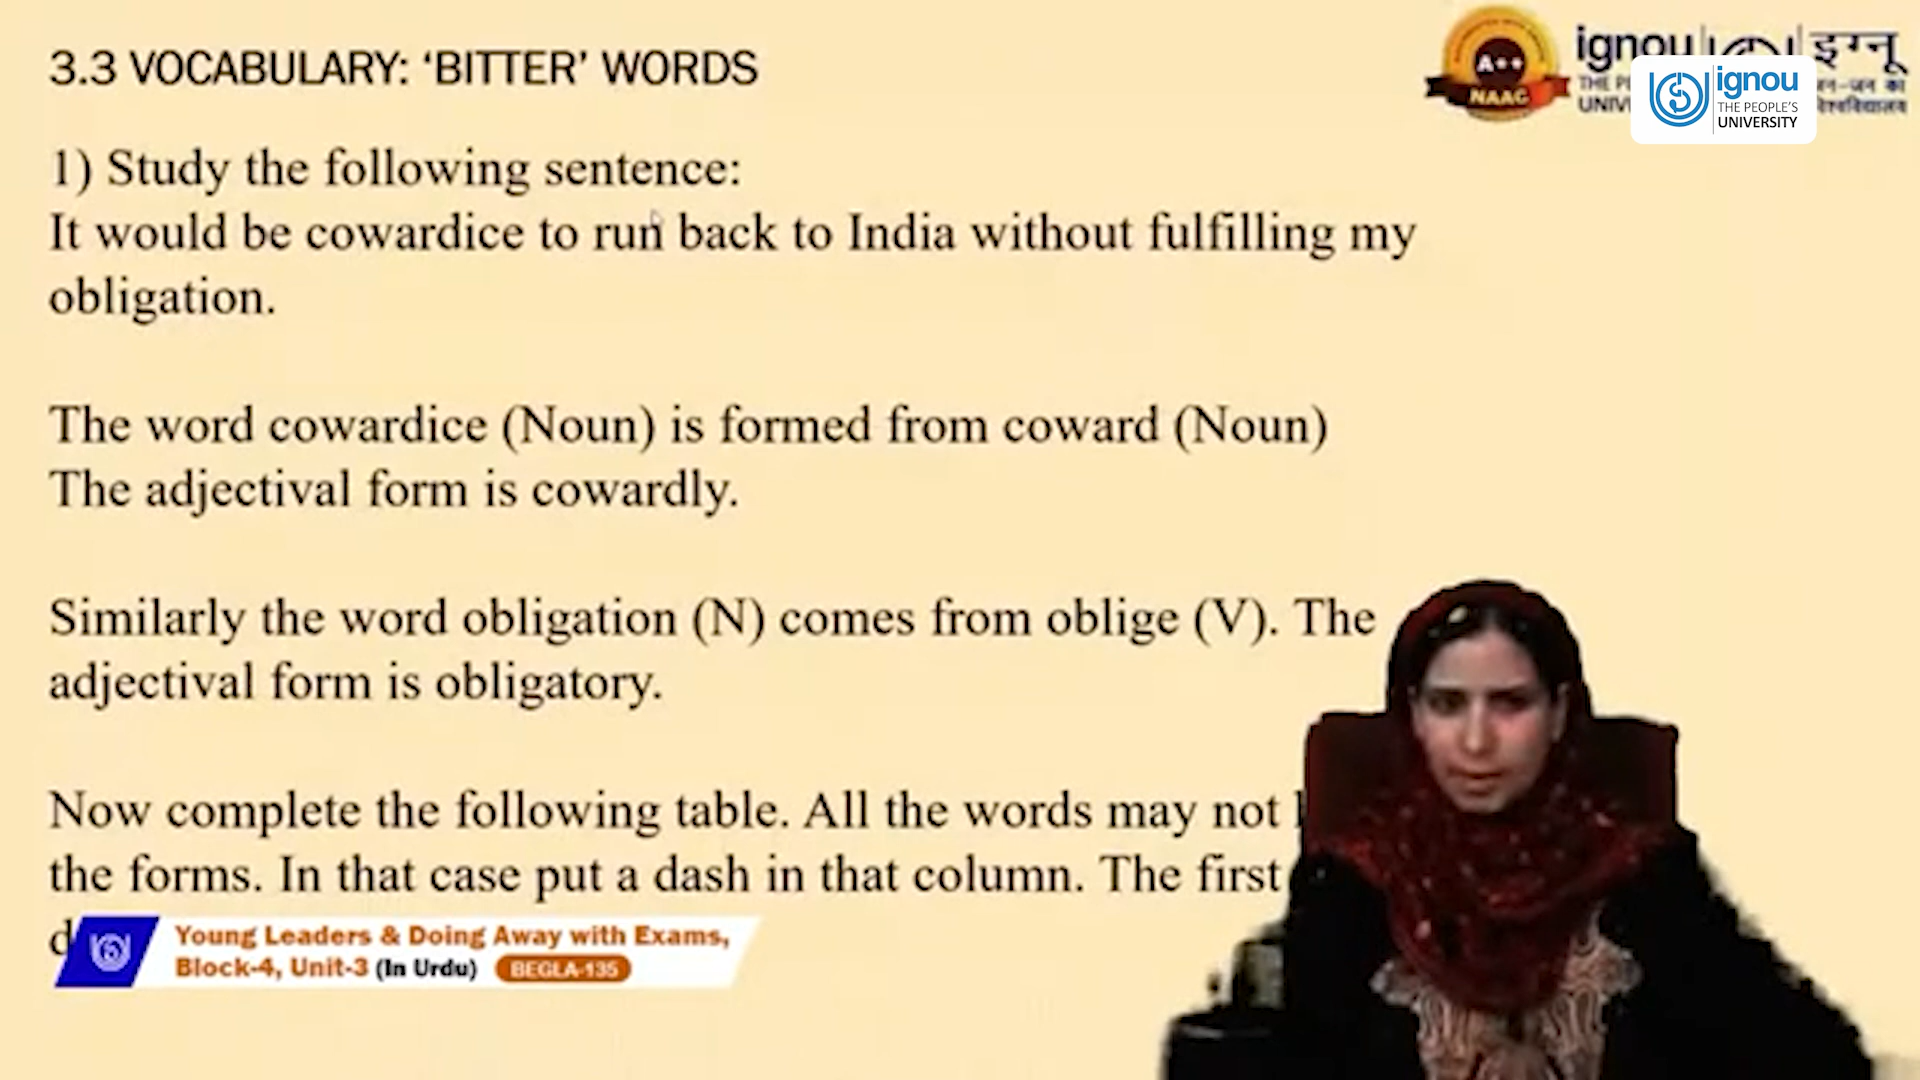 3.3 VOCABULARY: ‘BITTER’ WORDS
A++
NAAC
ignou
इग्नू
THE PEOPLE'S
UNIVERSITY
1) Study the following sentence:
It would be cowardice to run back to India without fulfilling my
obligation.
The word cowardice (Noun) is formed from coward (Noun)
The adjectival form is cowardly.
Similarly the word obligation (N) comes from oblige (V). The
adjectival form is obligatory.
Now complete the following table. All the words may not
the forms. In that case put a dash in that column. The first
Young Leaders & Doing Away with Exams,
Block-4, Unit-3 (In Urdu) BEGLA-135